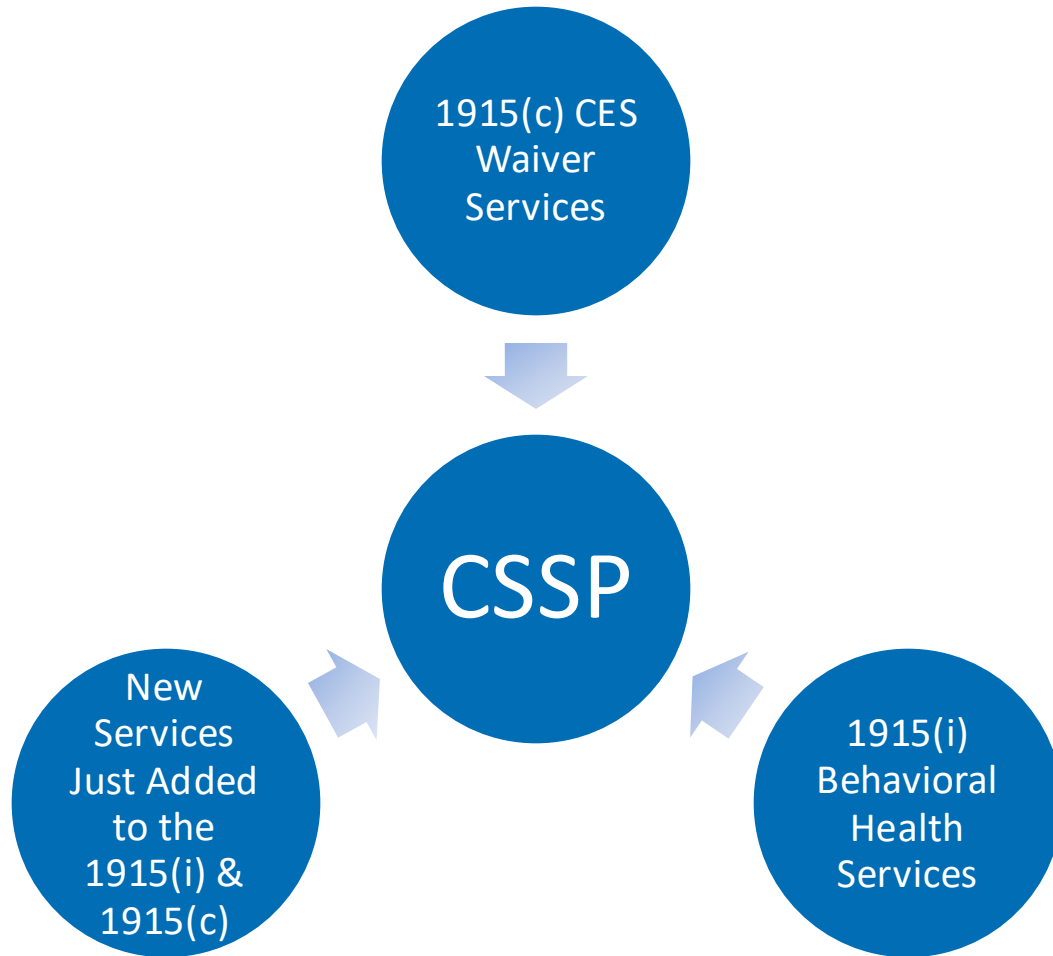 1915(c) CES
Waiver
Services
CSSP
New
Services
Just Added
to the
1915(i) &
1915(c)
1915(i)
Behavioral
Health
Services